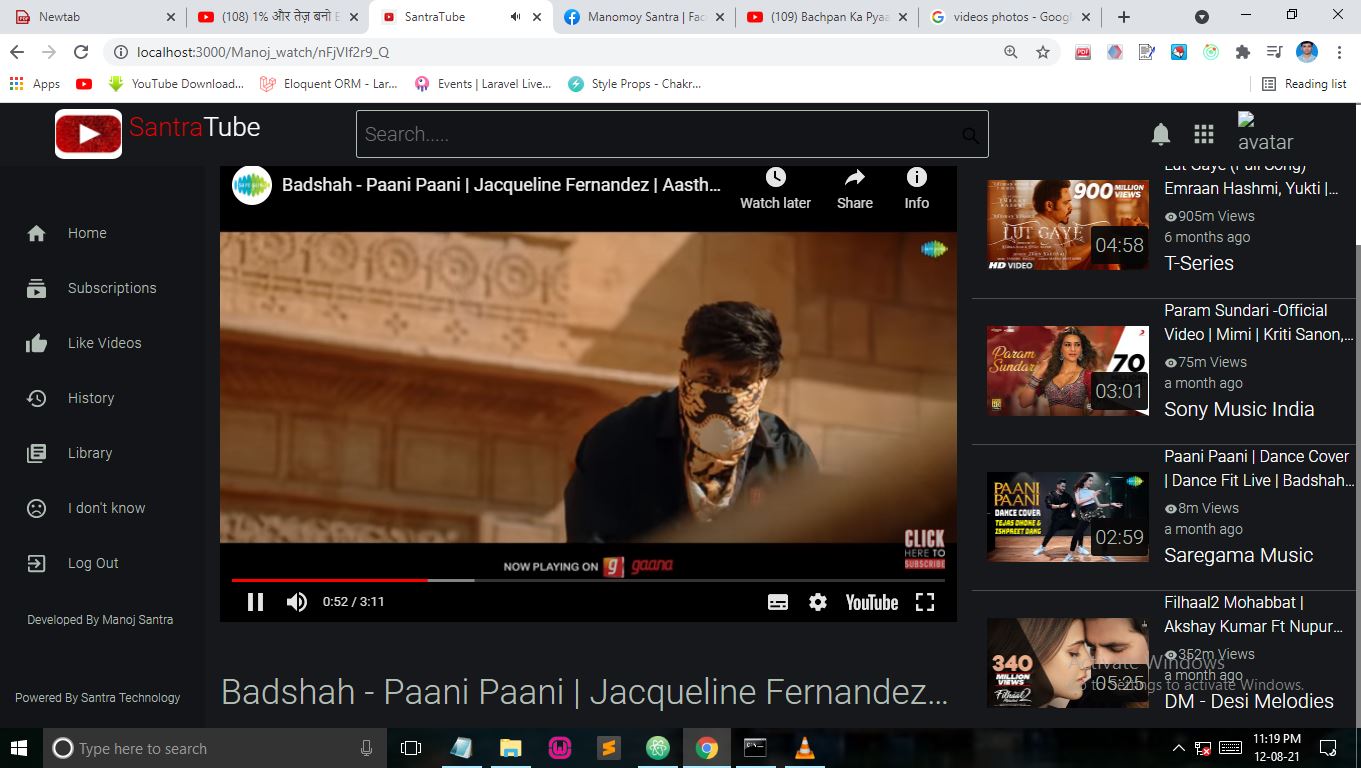 Newtab
(108) 1% और तेज़ बनो
SantraTube
Manomoy Santra | Fac
(109) Bachpan Ka Pyaa
videos photos - Googl
localhost:3000/Manoj_watch/nFjVIf2r9_Q
Apps
YouTube Download...
Eloquent ORM - Lar...
Events | Laravel Live...
Style Props - Chakr...
Reading list
SantraTube
Search.....
avatar
Home
Subscriptions
Like Videos
History
Library
I don't know
Log Out
Developed By Manoj Santra
Powered By Santra Technology
Badshah - Paani Paani | Jacqueline Fernandez | Aasth...
Watch later
Share
Info
CLICK
HERE TO
SUBSCRIBE
NOW PLAYING ON g gaana
0:52 / 3:11
YouTube
Badshah - Paani Paani | Jacqueline Fernandez...
900 MILLION
VIEWS
LUT GAYE
HD VIDEO
04:58
Lut Gaye (Full Song)
Emraan Hashmi, Yukti |...
905m Views
6 months ago
T-Series
Param
Sundari
70
03:01
Param Sundari -Official
Video | Mimi | Kriti Sanon,...
75m Views
a month ago
Sony Music India
PAANI
PAANI
DANCE COVER
TEJAS DHOKE &
ISHPREET DANG
02:59
Paani Paani | Dance Cover
| Dance Fit Live | Badshah...
8m Views
a month ago
Saregama Music
340
MILLION
VIEWS
Filhaal2
05:25
Filhaal2 Mohabbat |
Akshay Kumar Ft Nupur...
352m Views
a month ago
DM - Desi Melodies
Activate Windows
Go to Settings to activate Windows.
Type here to search
11:19 PM
12-08-21